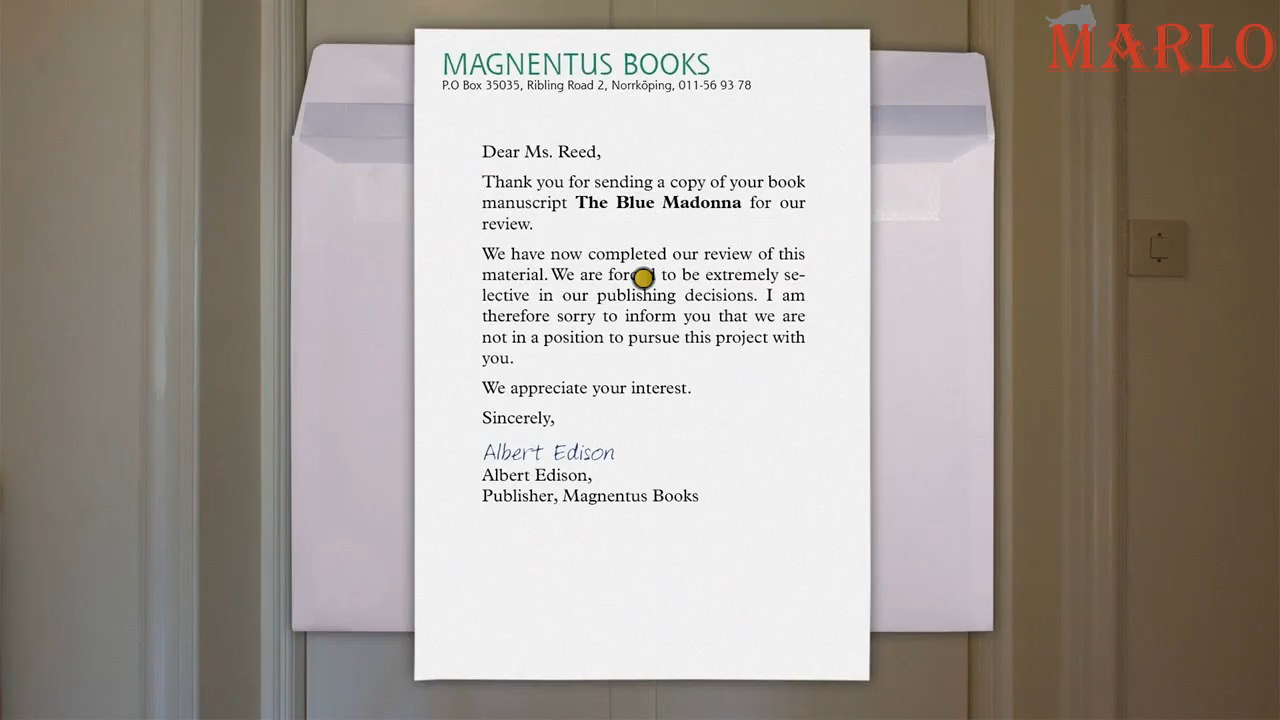 MARLO
MAGNENTUS BOOKS
P.O Box 35035, Ribling Road 2, Norrköping, 011-56 93 78
Dear Ms. Reed,
Thank you for sending a copy of your book
manuscript The Blue Madonna for our
review.
We have now completed our review of this
material. We are to be extremely se-
lective in our publishing decisions. I am
therefore sorry to inform you that we are
not in a position to pursue this project with
you.
We appreciate your interest.
Sincerely,
Albert Edison
Albert Edison,
Publisher, Magnentus Books